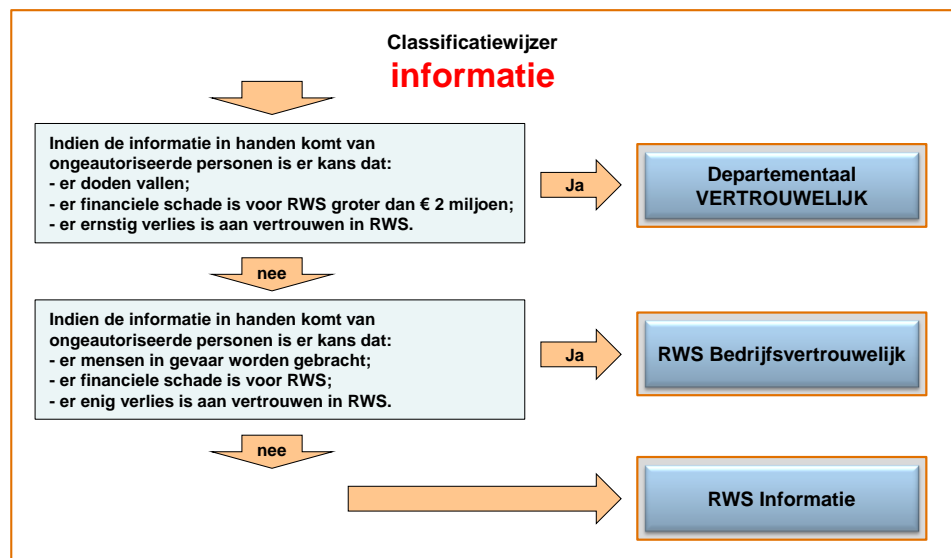 Classificatiewijzer
informatie
Indien de informatie in handen komt van
ongeautoriseerde personen is er kans dat:
- er doden vallen;
- er financiele schade is voor RWS groter dan € 2 miljoen;
- er ernstig verlies is aan vertrouwen in RWS.
Ja
Departementaal
VERTROUWELIJK
nee
Indien de informatie in handen komt van
ongeautoriseerde personen is er kans dat:
- er mensen in gevaar worden gebracht;
- er financiele schade is voor RWS;
- er enig verlies is aan vertrouwen in RWS.
Ja
RWS Bedrijfsvertrouwelijk
nee
RWS Informatie